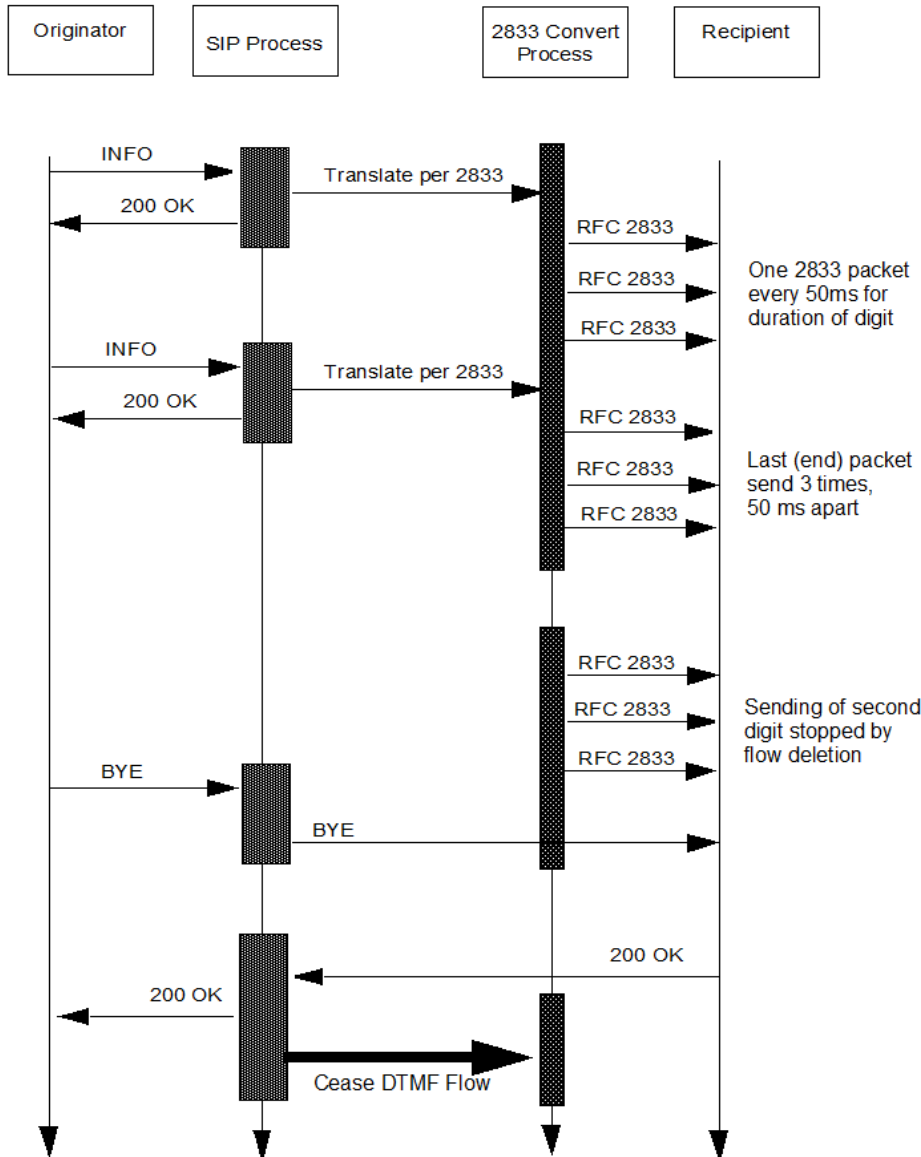 Originator
SIP Process
2833 Convert
Process
Recipient
INFO
Translate per 2833
200 OK
RFC 2833
RFC 2833
RFC 2833
One 2833 packet
every 50ms for
duration of digit
INFO
Translate per 2833
200 OK
RFC 2833
RFC 2833
RFC 2833
Last (end) packet
send 3 times,
50 ms apart
RFC 2833
RFC 2833
RFC 2833
Sending of second
digit stopped by
flow deletion
BYE
BYE
200 OK
200 OK
Cease DTMF Flow